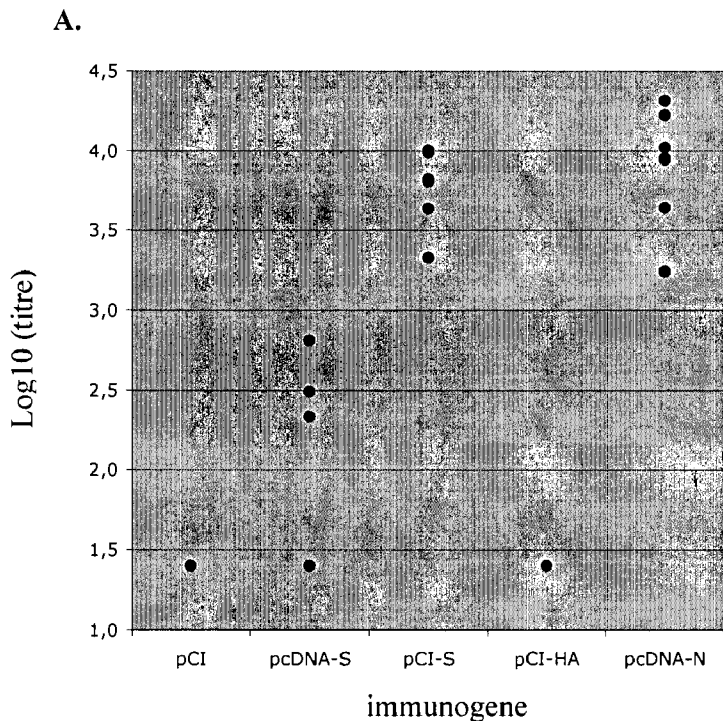 A.
4,5
4,0
3,5
3,0
2,5
2,0
1,5
1,0
Log10 (titre)
pCI pcDNA-S pCI-S pCI-HA pcDNA-N
immunogene